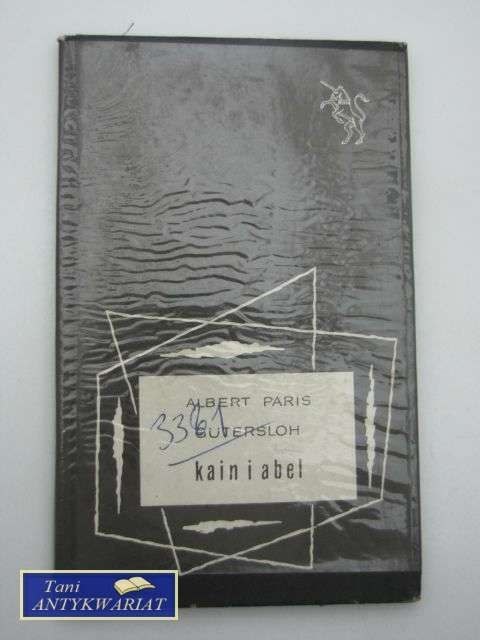 ALBERT PARIS
GÜTERSLOH
3361
kain i abel
Tani
ANTYKWARIAT